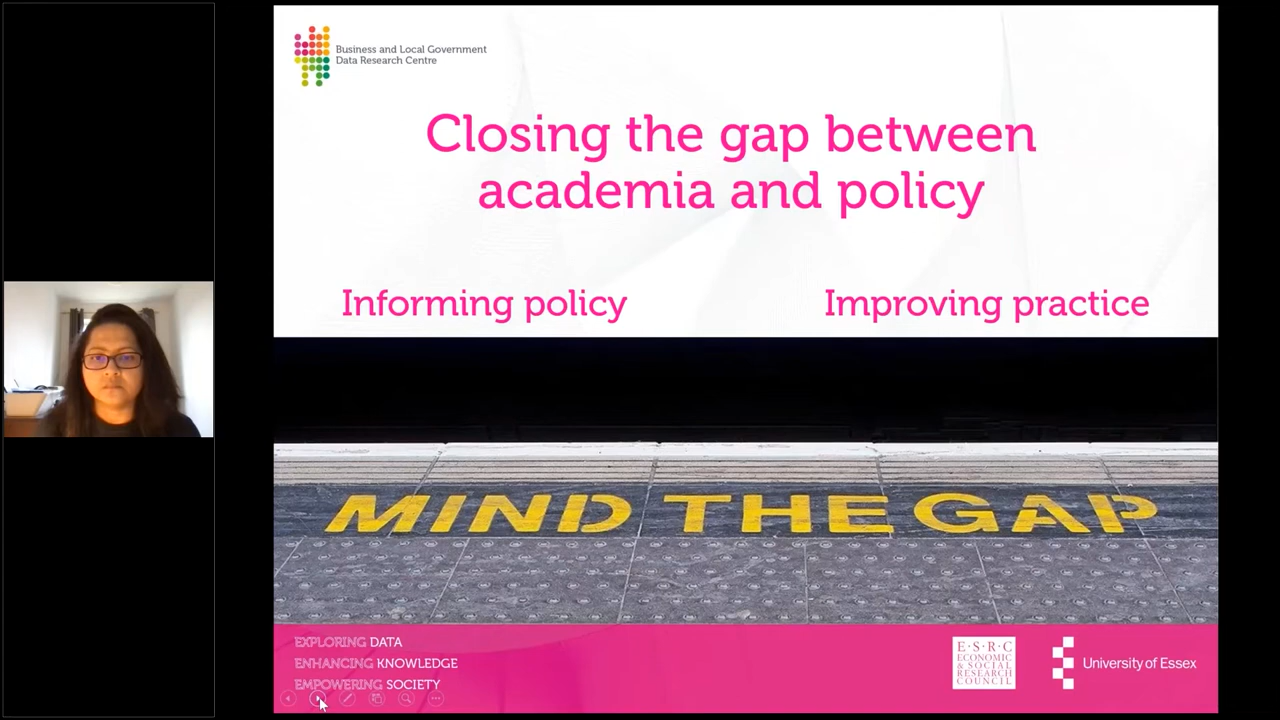 Business and Local Government
Data Research Centre
Closing the gap between
academia and policy
Informing policy
Improving practice
MIND THE GAP
EXPLORING DATA
ENHANCING KNOWLEDGE
EMPOWERING SOCIETY
E·S·R·C
ECONOMIC
& SOCIAL
RESEARCH
COUNCIL
University of Essex